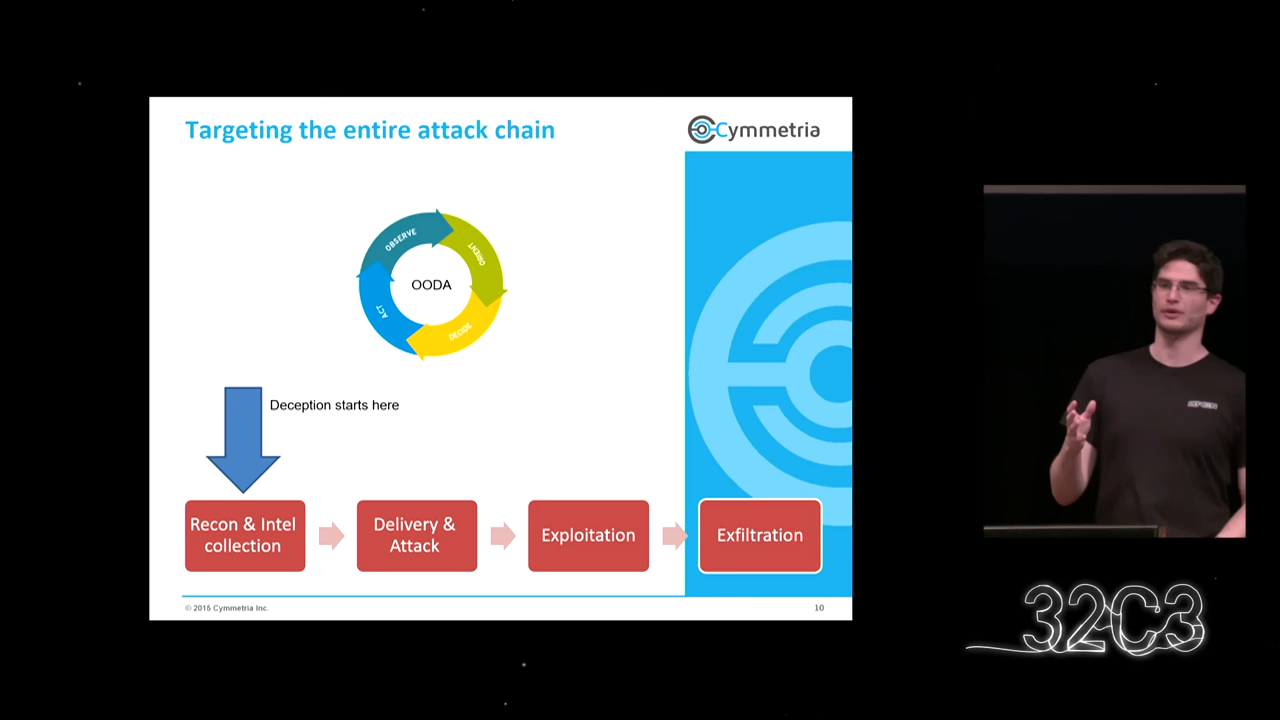 Targeting the entire attack chain
Cymmetria
OBSERVE
ORIENT
OODA
ACT
DECIDE
Deception starts here
Recon & Intel
collection
Delivery &
Attack
Exploitation
Exfiltration
© 2015 Cymmetria Inc.
10
32C3